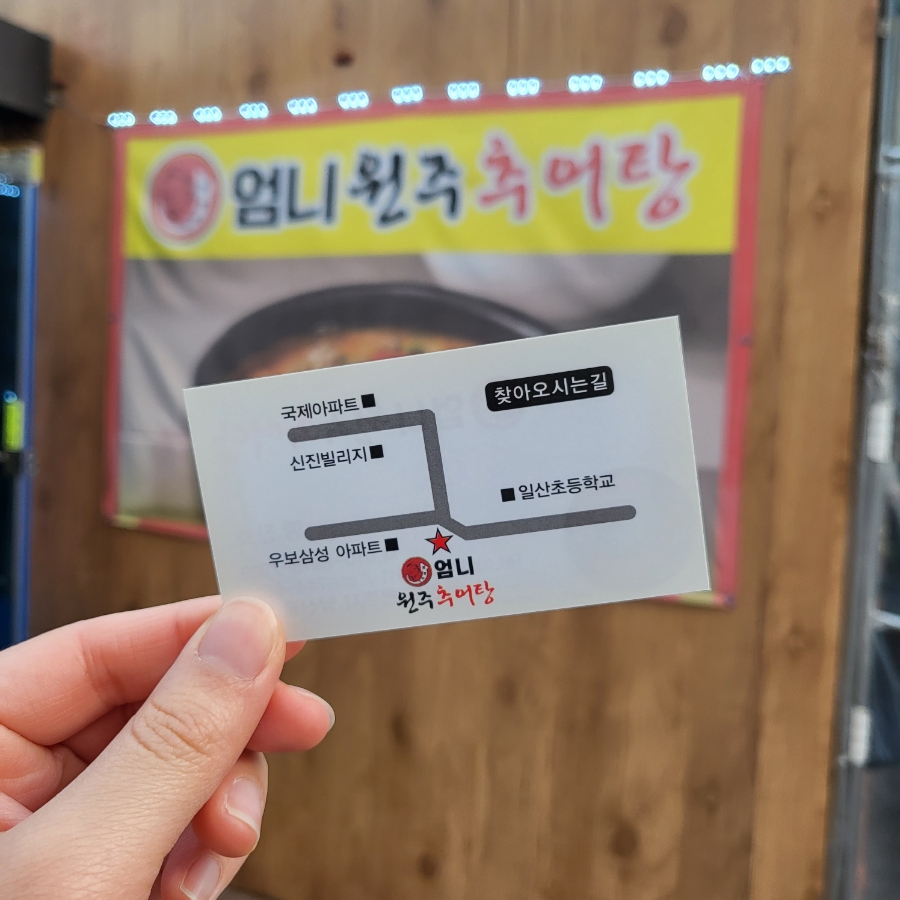 엄니원주추어탕
찾아오시는길
국제아파트
신진빌리지
일산초등학교
우보삼성 아파트
엄니
원주추어탕